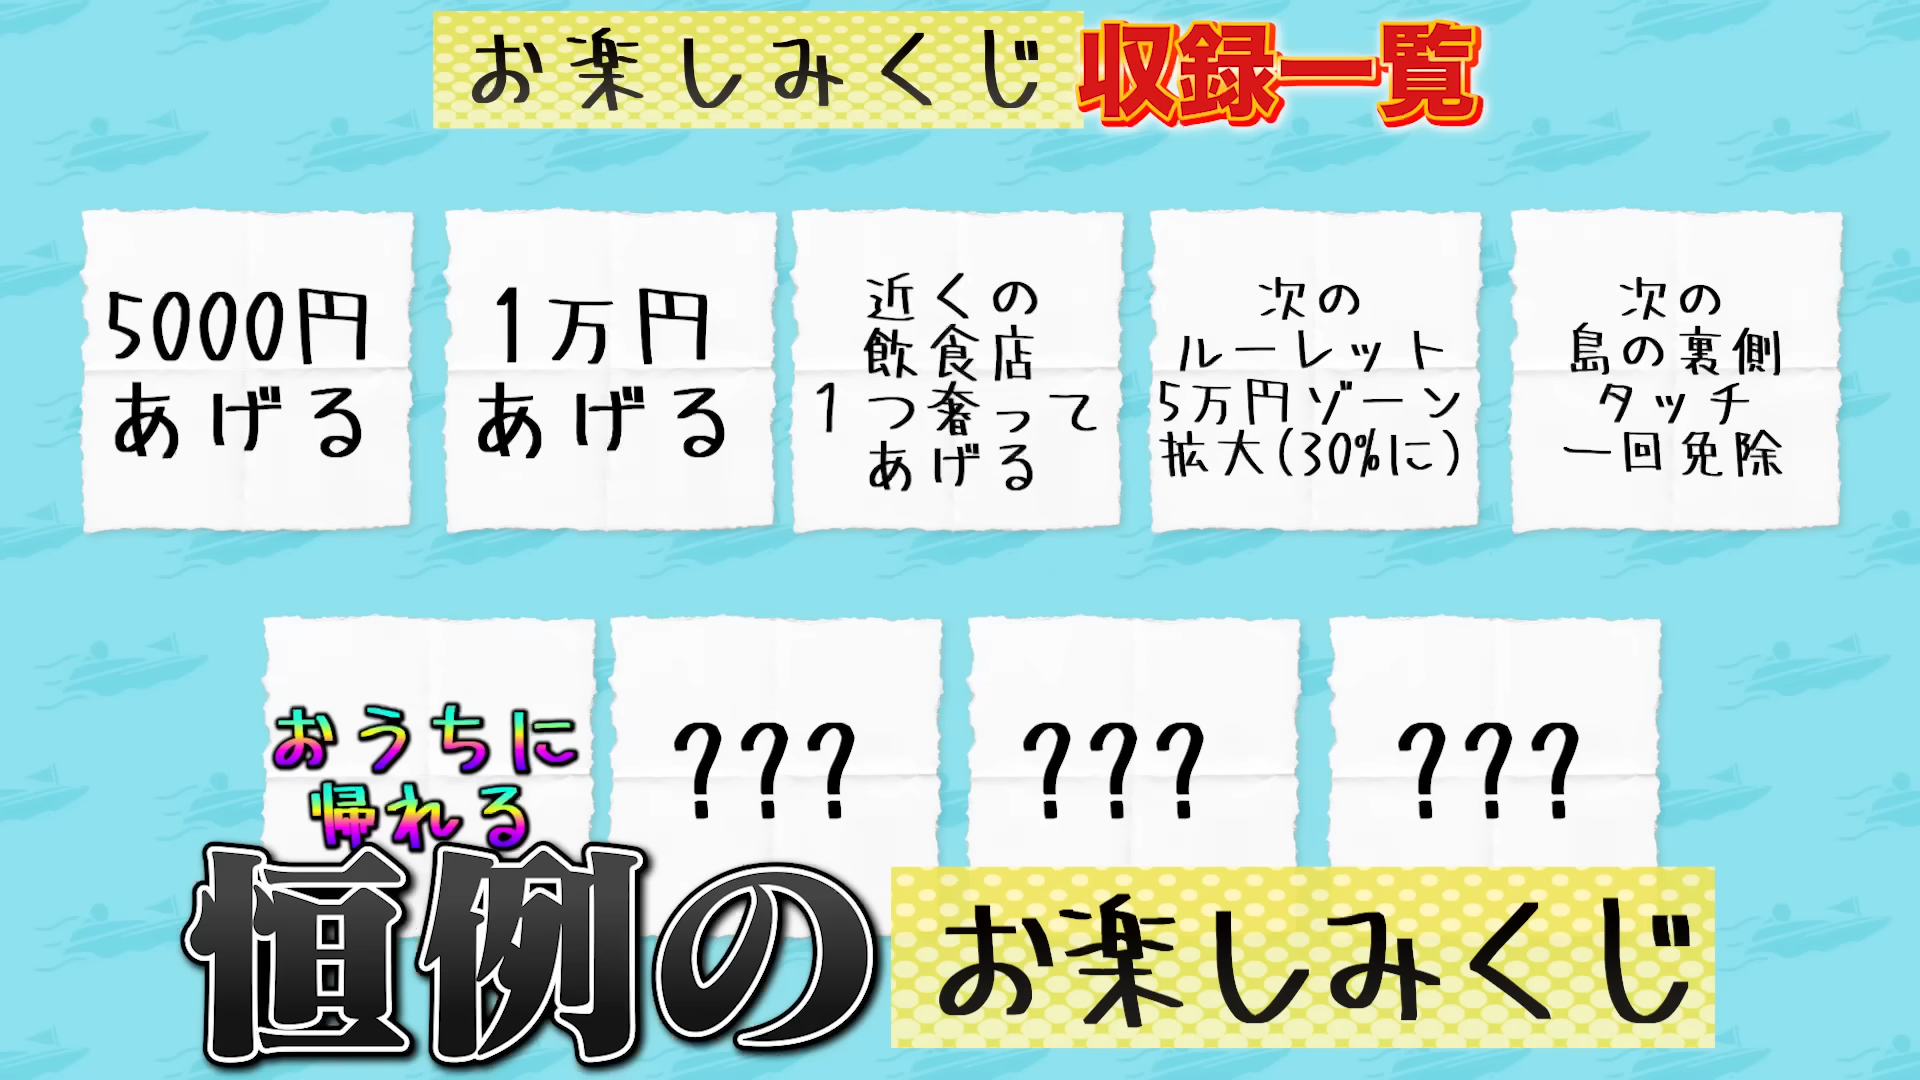 お楽しみくじ収録一覧
5000円
あげる
1万円
あげる
近くの
飲食店
1つ奢って
あげる
次の
ルーレット
5万円ゾーン
拡大(30%に)
次の
島の裏側
タッチ
一回免除
おうちに
帰れる
???
???
???
恒例のお楽しみくじ